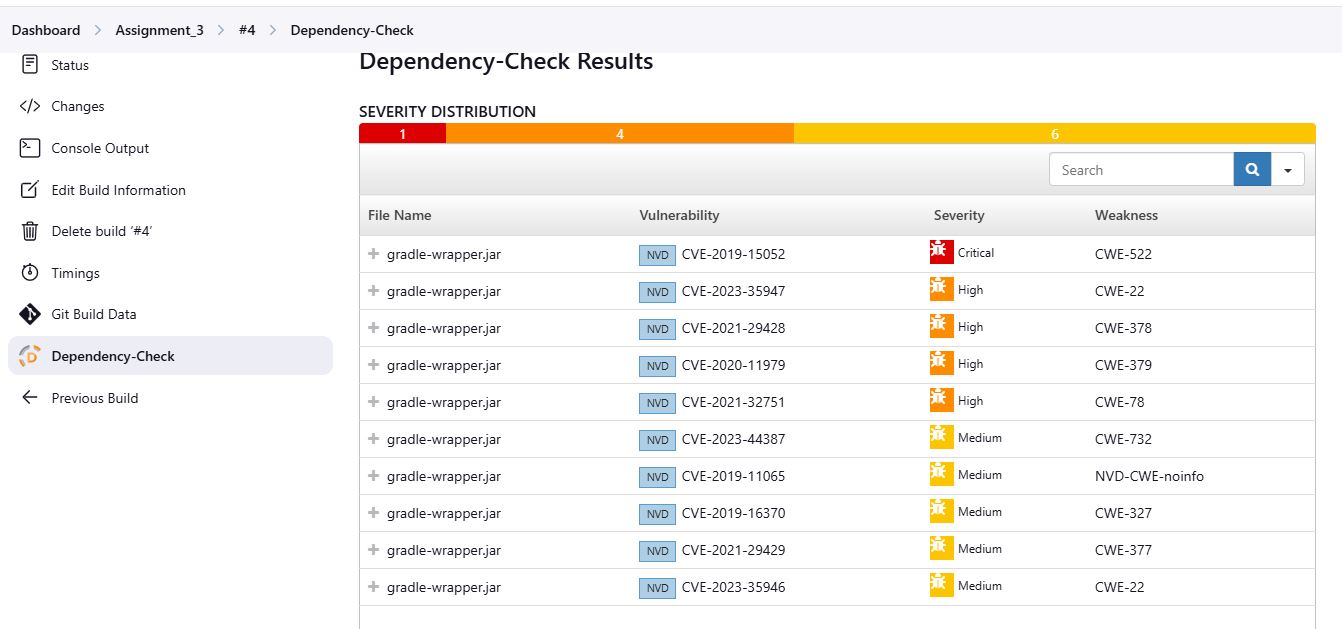 Dashboard > Assignment_3 > #4 > Dependency-Check
Status
Changes
Console Output
Edit Build Information
Delete build ‘#4’
Timings
Git Build Data
Dependency-Check
Previous Build
Dependency-Check Results
SEVERITY DISTRIBUTION
1 4 6
Search
File Name Vulnerability Severity Weakness
gradle-wrapper.jar NVD CVE-2019-15052 Critical CWE-522
gradle-wrapper.jar NVD CVE-2023-35947 High CWE-22
gradle-wrapper.jar NVD CVE-2021-29428 High CWE-378
gradle-wrapper.jar NVD CVE-2020-11979 High CWE-379
gradle-wrapper.jar NVD CVE-2021-32751 High CWE-78
gradle-wrapper.jar NVD CVE-2023-44387 Medium CWE-732
gradle-wrapper.jar NVD CVE-2019-11065 Medium NVD-CWE-noinfo
gradle-wrapper.jar NVD CVE-2019-16370 Medium CWE-327
gradle-wrapper.jar NVD CVE-2021-29429 Medium CWE-377
gradle-wrapper.jar NVD CVE-2023-35946 Medium CWE-22